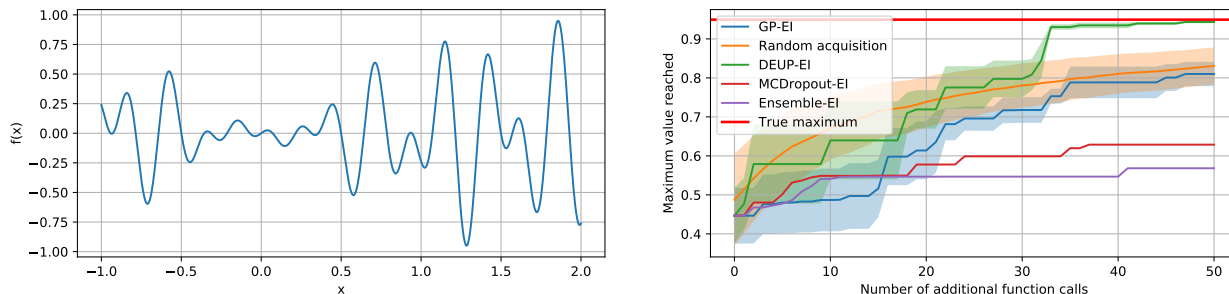 1.00
0.75
0.50
0.25
0.00
−0.25
−0.50
−0.75
−1.00
f(x)
−1.0 −0.5 0.0 0.5 1.0 1.5 2.0
x
0.9
0.8
0.7
0.6
0.5
0.4
Maximum value reached
GP-EI
Random acquisition
DEUP-EI
MCDropout-EI
Ensemble-EI
True maximum
0 10 20 30 40 50
Number of additional function calls